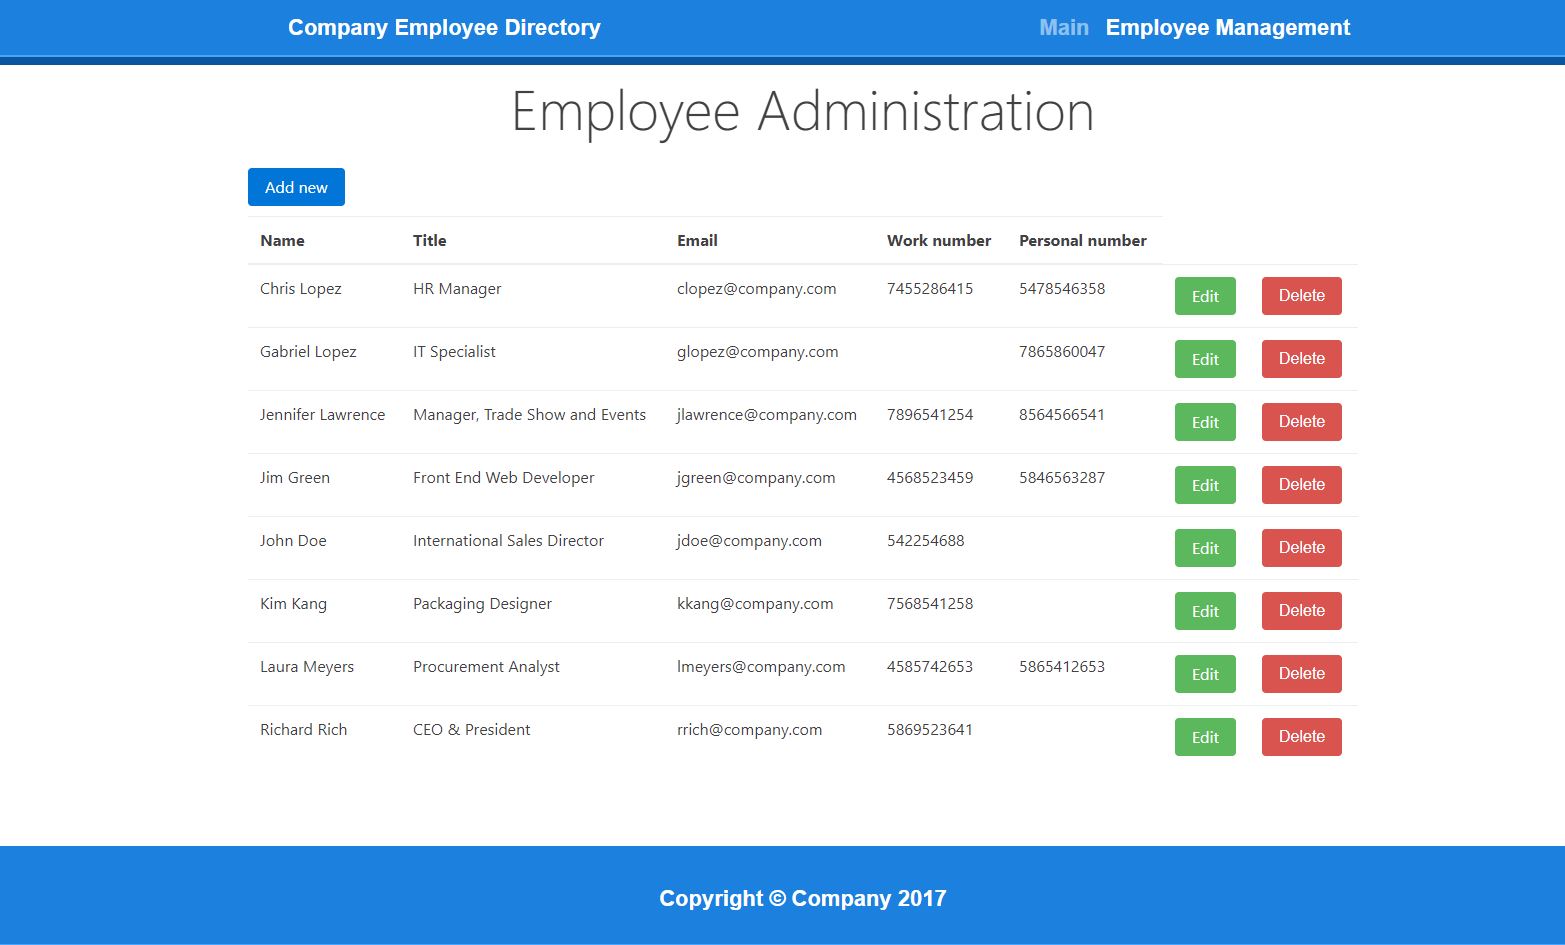 Company Employee Directory Main Employee Management
Employee Administration
Add new
Name Title Email Work number Personal number
Chris Lopez HR Manager clopez@company.com 7455286415 5478546358 Edit Delete
Gabriel Lopez IT Specialist glopez@company.com 7865860047 Edit Delete
Jennifer Lawrence Manager, Trade Show and Events jlawrence@company.com 7896541254 8564566541 Edit Delete
Jim Green Front End Web Developer jgreen@company.com 4568523459 5846563287 Edit Delete
John Doe International Sales Director jdoe@company.com 542254688 Edit Delete
Kim Kang Packaging Designer kkang@company.com 7568541258 Edit Delete
Laura Meyers Procurement Analyst lmeyers@company.com 4585742653 5865412653 Edit Delete
Richard Rich CEO & President rrich@company.com 5869523641 Edit Delete
Copyright © Company 2017